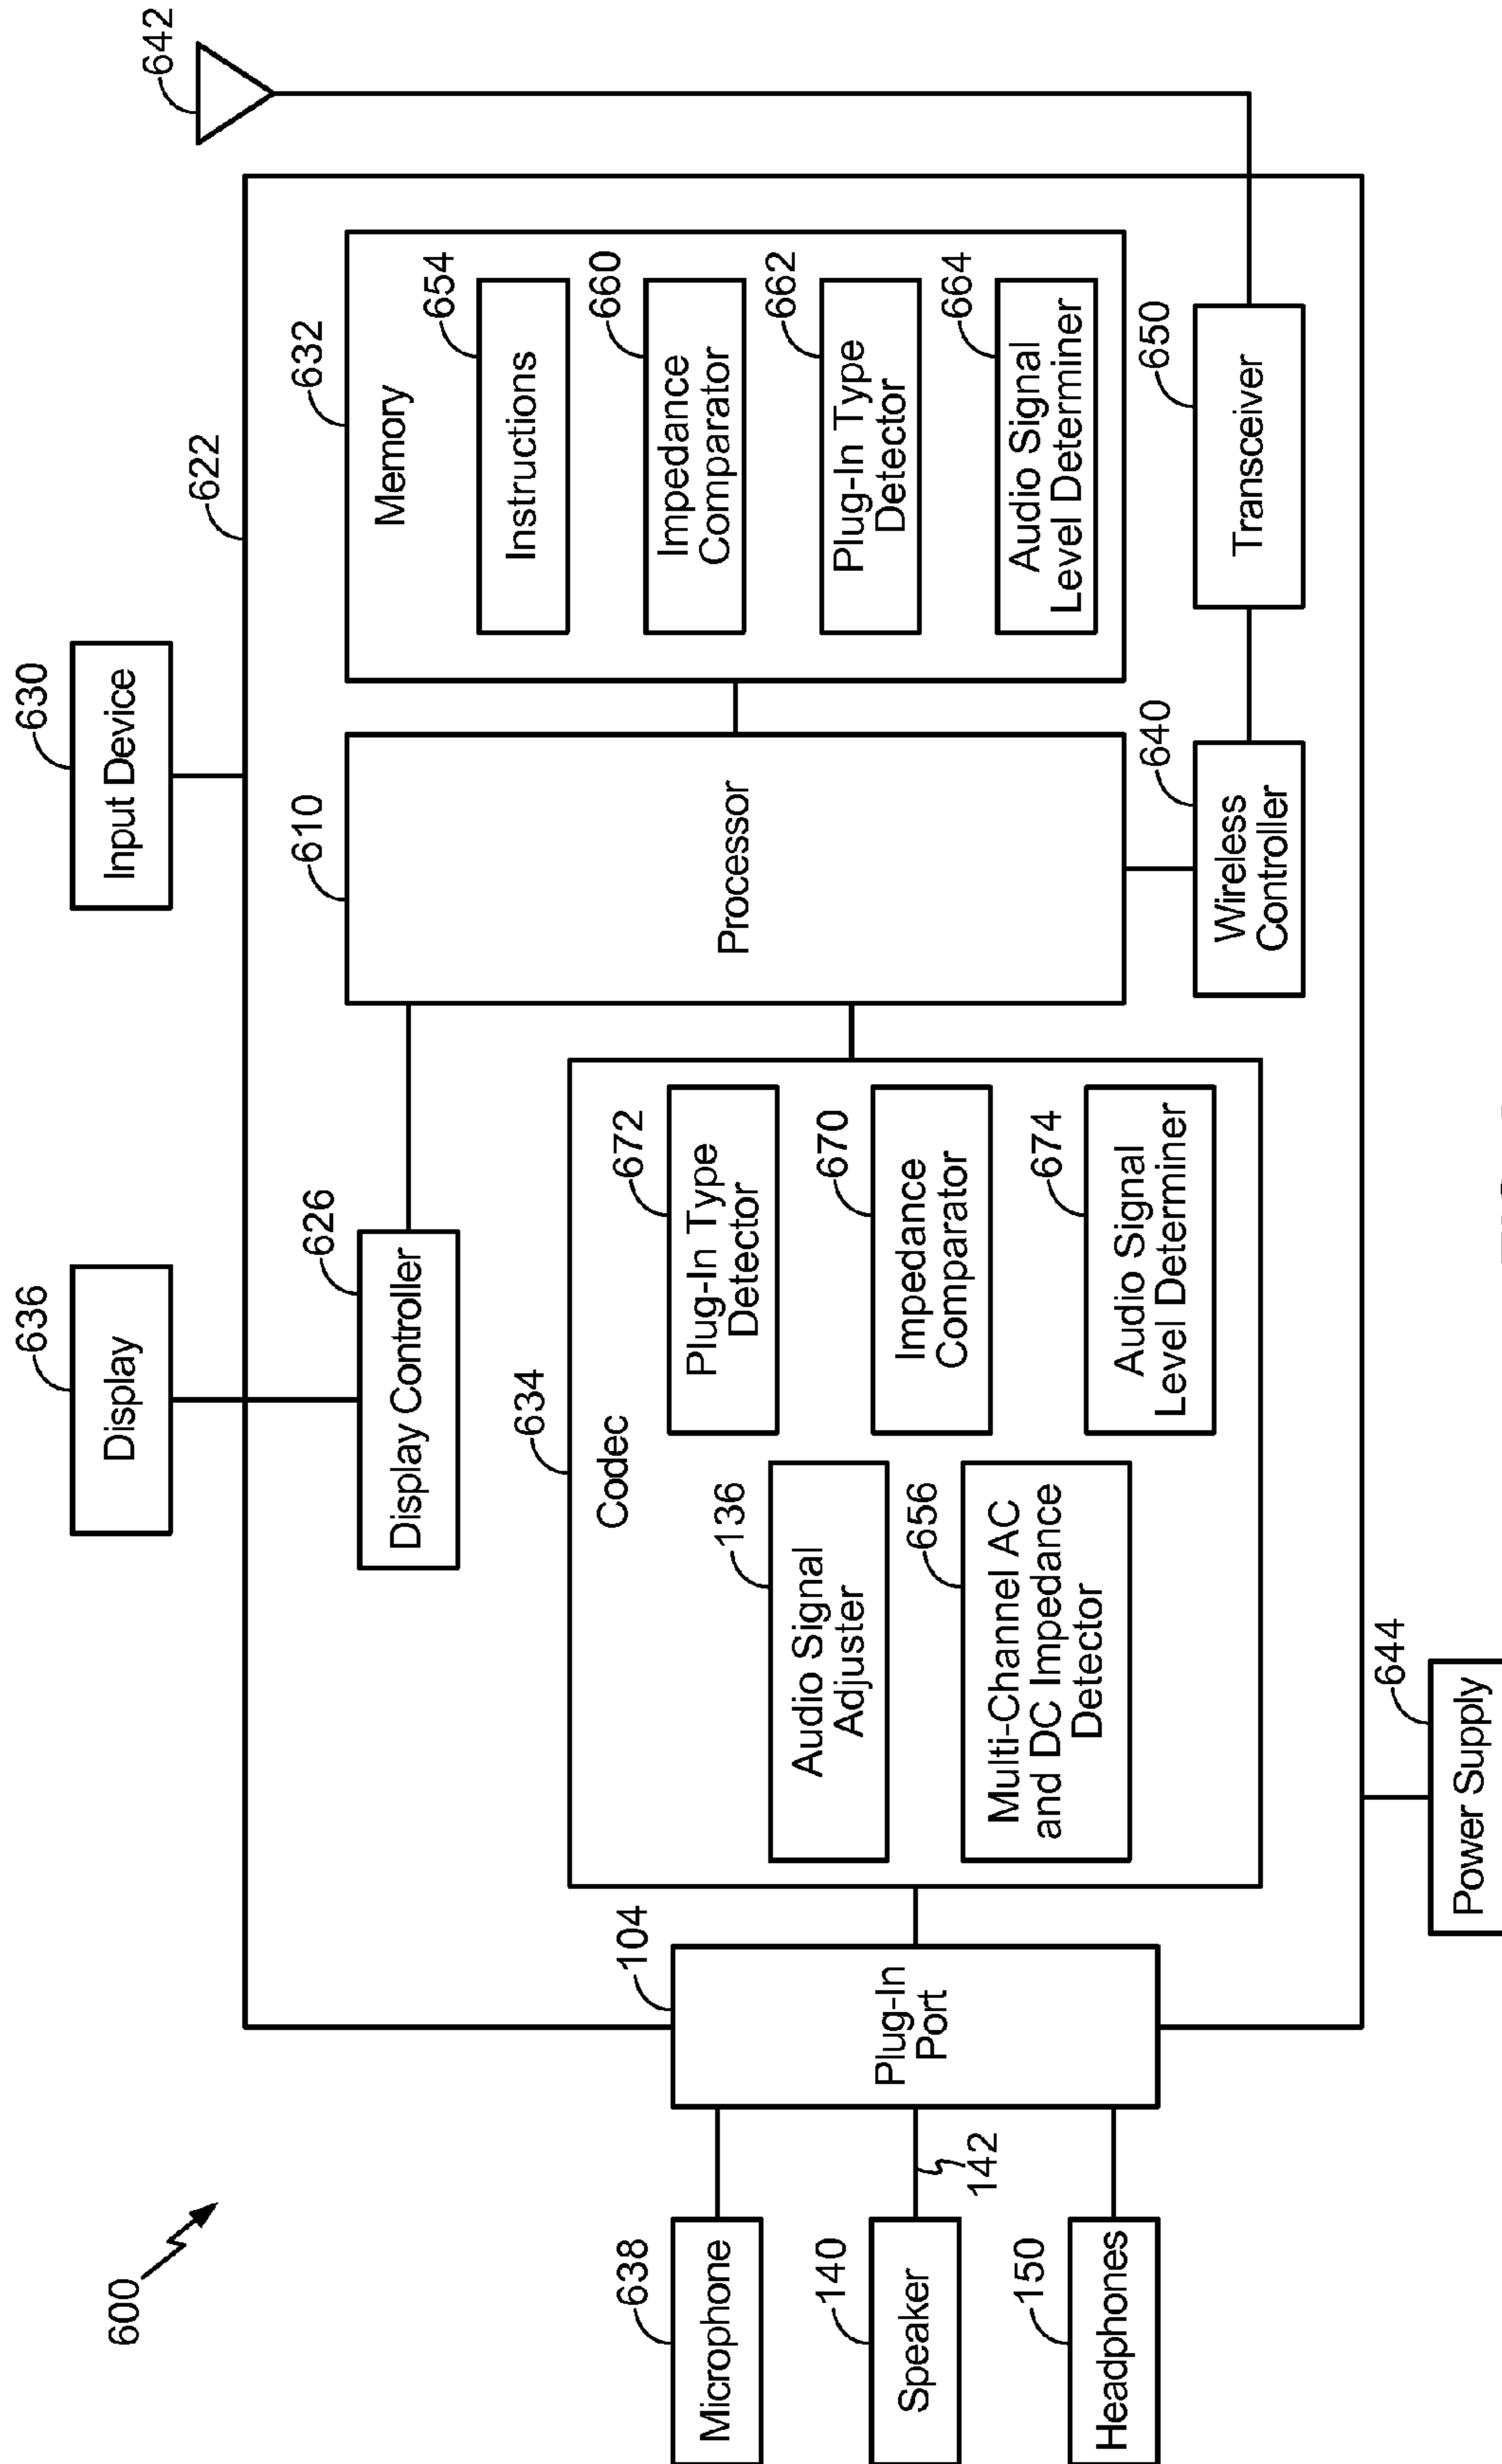 600
636
Display
630
Input Device
642
622
626
Display Controller
610
Processor
632
Memory
654
Instructions
660
Impedance
Comparator
662
Plug-In Type
Detector
664
Audio Signal
Level Determiner
634
Codec
672
Plug-In Type
Detector
136
Audio Signal
Adjuster
670
Impedance
Comparator
656
Multi-Channel AC
and DC Impedance
Detector
674
Audio Signal
Level Determiner
104
Plug-In
Port
638
Microphone
140
Speaker
142
150
Headphones
640
Wireless
Controller
650
Transceiver
644
Power Supply